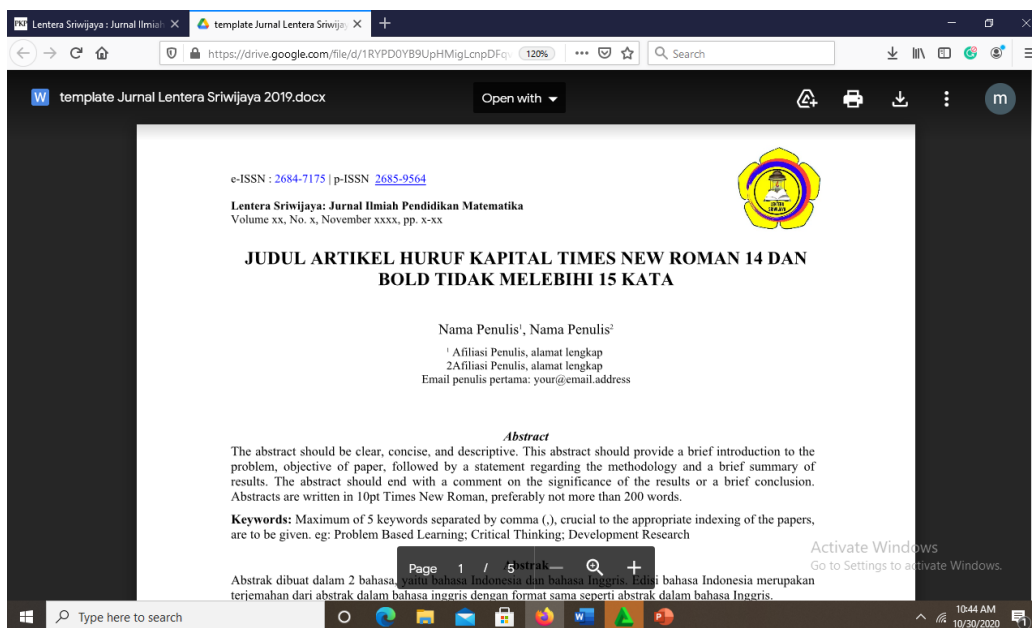 Lentera Sriwijaya : Jurnal Ilmiah
template Jurnal Lentera Sriwijay
https://drive.google.com/file/d/1RYPD0YB9UpHMigLcnpDFqv
120%
Search
W template Jurnal Lentera Sriwijaya 2019.docx
Open with
m
e-ISSN : 2684-7175 | p-ISSN 2685-9564
Lentera Sriwijaya: Jurnal Ilmiah Pendidikan Matematika
Volume xx, No. x, November xxxx, pp. x-xx
LENTERA
SRIWIJAYA
JUDUL ARTIKEL HURUF KAPITAL TIMES NEW ROMAN 14 DAN
BOLD TIDAK MELEBIHI 15 KATA
Nama Penulis¹, Nama Penulis²
¹ Afiliasi Penulis, alamat lengkap
2Afiliasi Penulis, alamat lengkap
Email penulis pertama: your@email.address
Abstract
The abstract should be clear, concise, and descriptive. This abstract should provide a brief introduction to the
problem, objective of paper, followed by a statement regarding the methodology and a brief summary of
results. The abstract should end with a comment on the significance of the results or a brief conclusion.
Abstracts are written in 10pt Times New Roman, preferably not more than 200 words.
Keywords: Maximum of 5 keywords separated by comma (,), crucial to the appropriate indexing of the papers,
are to be given. eg: Problem Based Learning; Critical Thinking; Development Research
Abstrak
Page 1 / 5
Abstrak dibuat dalam 2 bahasa, yaitu bahasa Indonesia dan bahasa Inggris. Edisi bahasa Indonesia merupakan
terjemahan dari abstrak dalam bahasa inggris dengan format sama seperti abstrak dalam bahasa Inggris.
Activate Windows
Go to Settings to activate Windows.
Type here to search
10:44 AM
10/30/2020